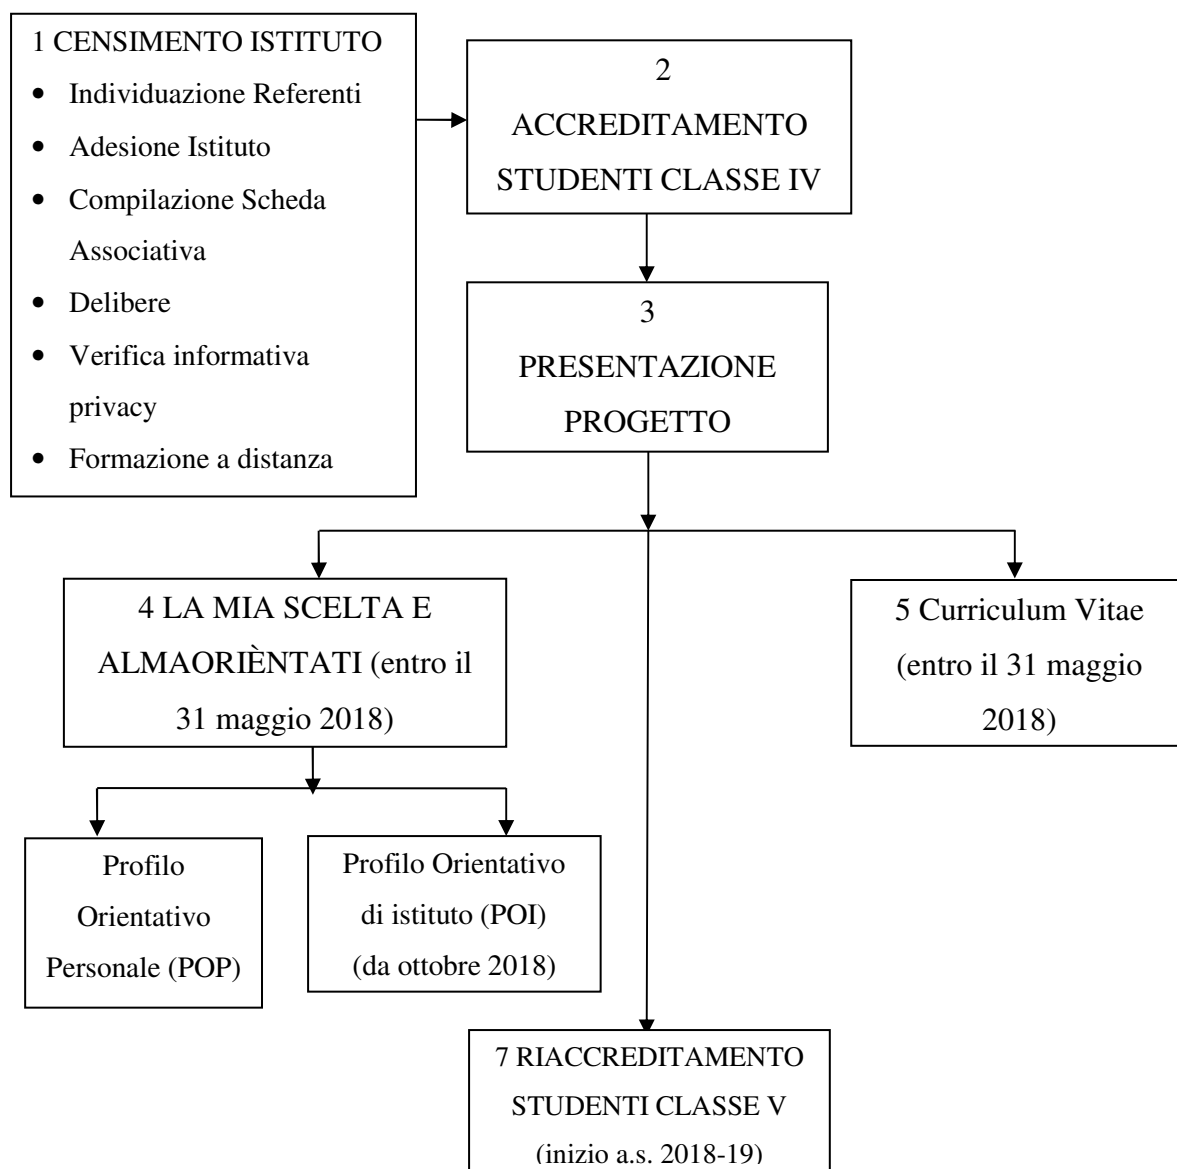 1 CENSIMENTO ISTITUTO
• Individuazione Referenti
• Adesione Istituto
• Compilazione Scheda
Associativa
• Delibere
• Verifica informativa
privacy
• Formazione a distanza
2
ACCREDITAMENTO
STUDENTI CLASSE IV
3
PRESENTAZIONE
PROGETTO
4 LA MIA SCELTA E
ALMAORIÈNTATI (entro il
31 maggio 2018)
5 Curriculum Vitae
(entro il 31 maggio
2018)
Profilo
Orientativo
Personale (POP)
Profilo Orientativo
di istituto (POI)
(da ottobre 2018)
7 RIACCREDITAMENTO
STUDENTI CLASSE V
(inizio a.s. 2018-19)